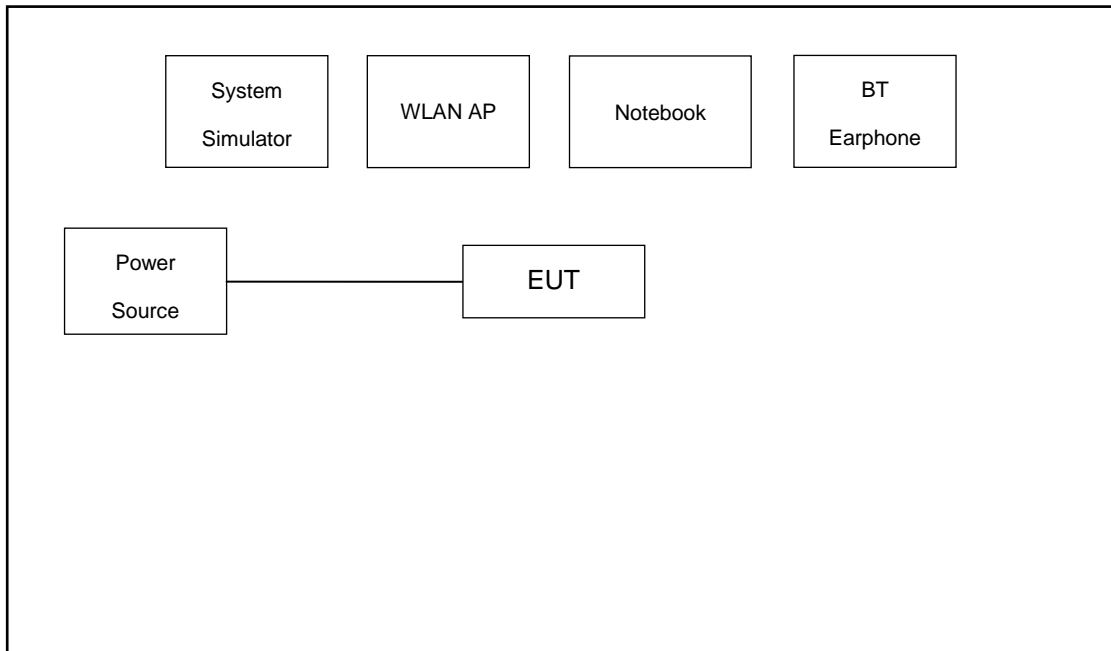 System
Simulator
WLAN AP
Notebook
BT
Earphone
Power
Source
EUT